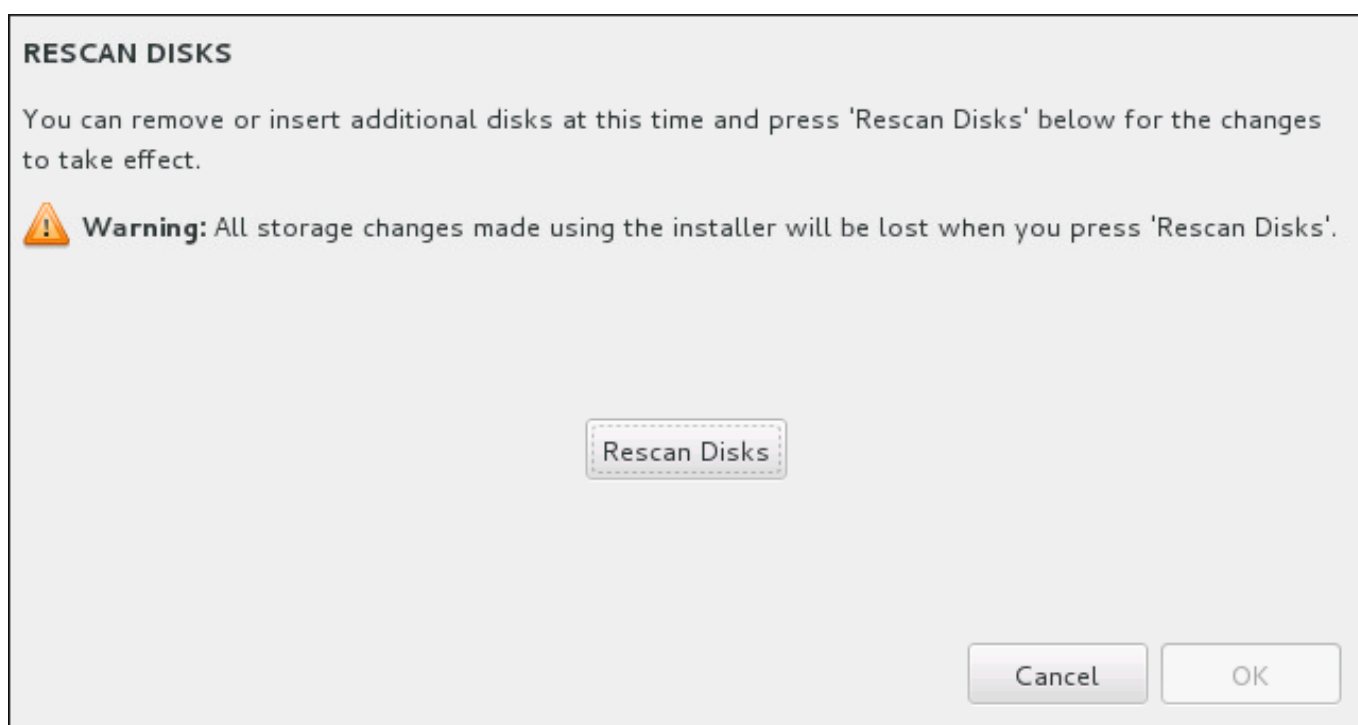 RESCAN DISKS
You can remove or insert additional disks at this time and press 'Rescan Disks' below for the changes
to take effect.
Warning: All storage changes made using the installer will be lost when you press 'Rescan Disks'.
Rescan Disks
Cancel
OK